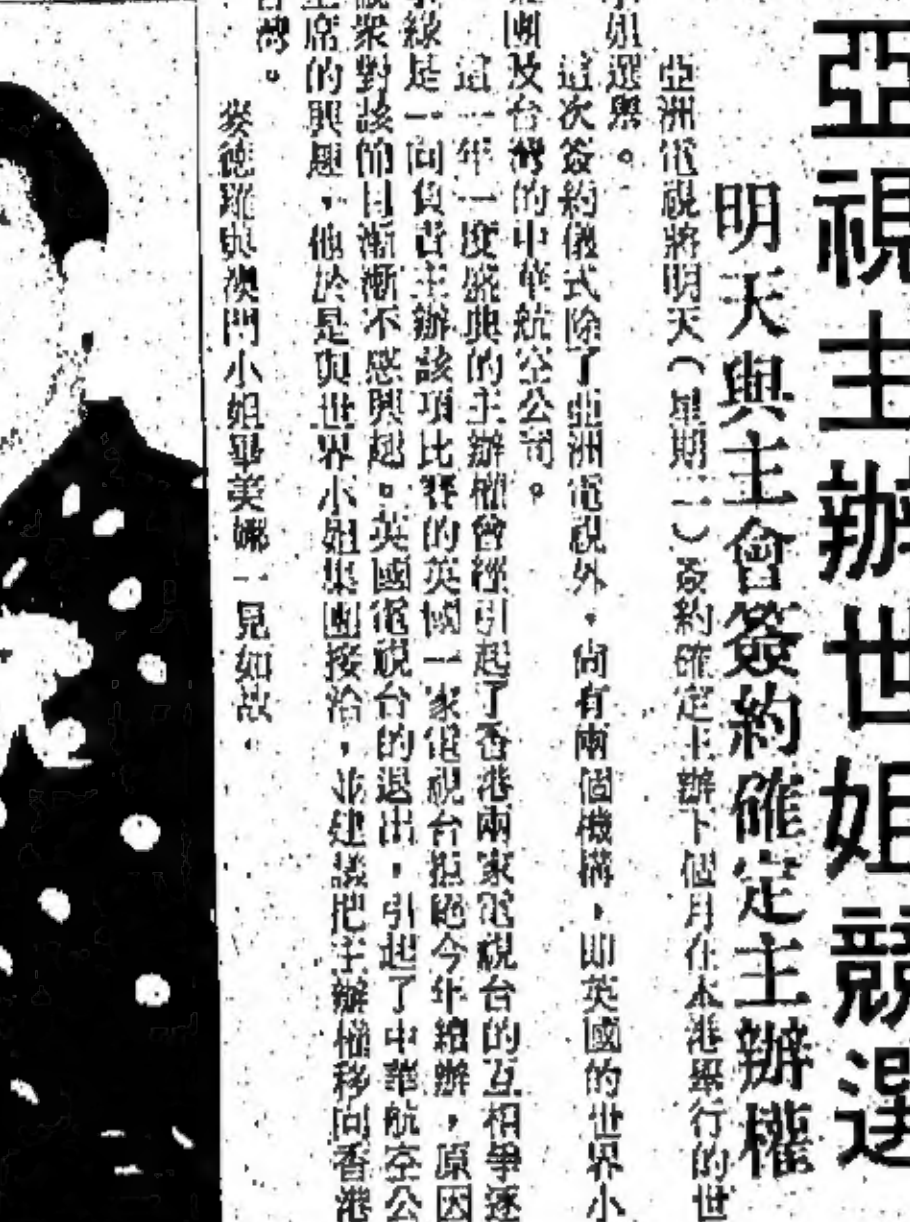 亞視主辦世姐競選
明天與主會簽約確定主辦權
亞洲電視將明天(星期一)簽約確定主辦下個月在本港舉行的世
姐選舉。
這次簽約儀式除了亞洲電視外,尚有兩個機構,即英國的世界小
團及台灣的中華航空公司。
這一年一度盛典的主辦權會經引起了香港兩家電視台的互相爭逐
線是一向負責主辦該項比賽的英國一家電視台拒絕今年續辦,原因
眾對該節目漸漸不感興趣。英國電視台的退出,引起了中華航空公
席的興趣,他於是與世界小姐集團接洽,並建議把主辦權移向香港
灣。
麥德瑽與澳門小姐畢美娜一見如故。